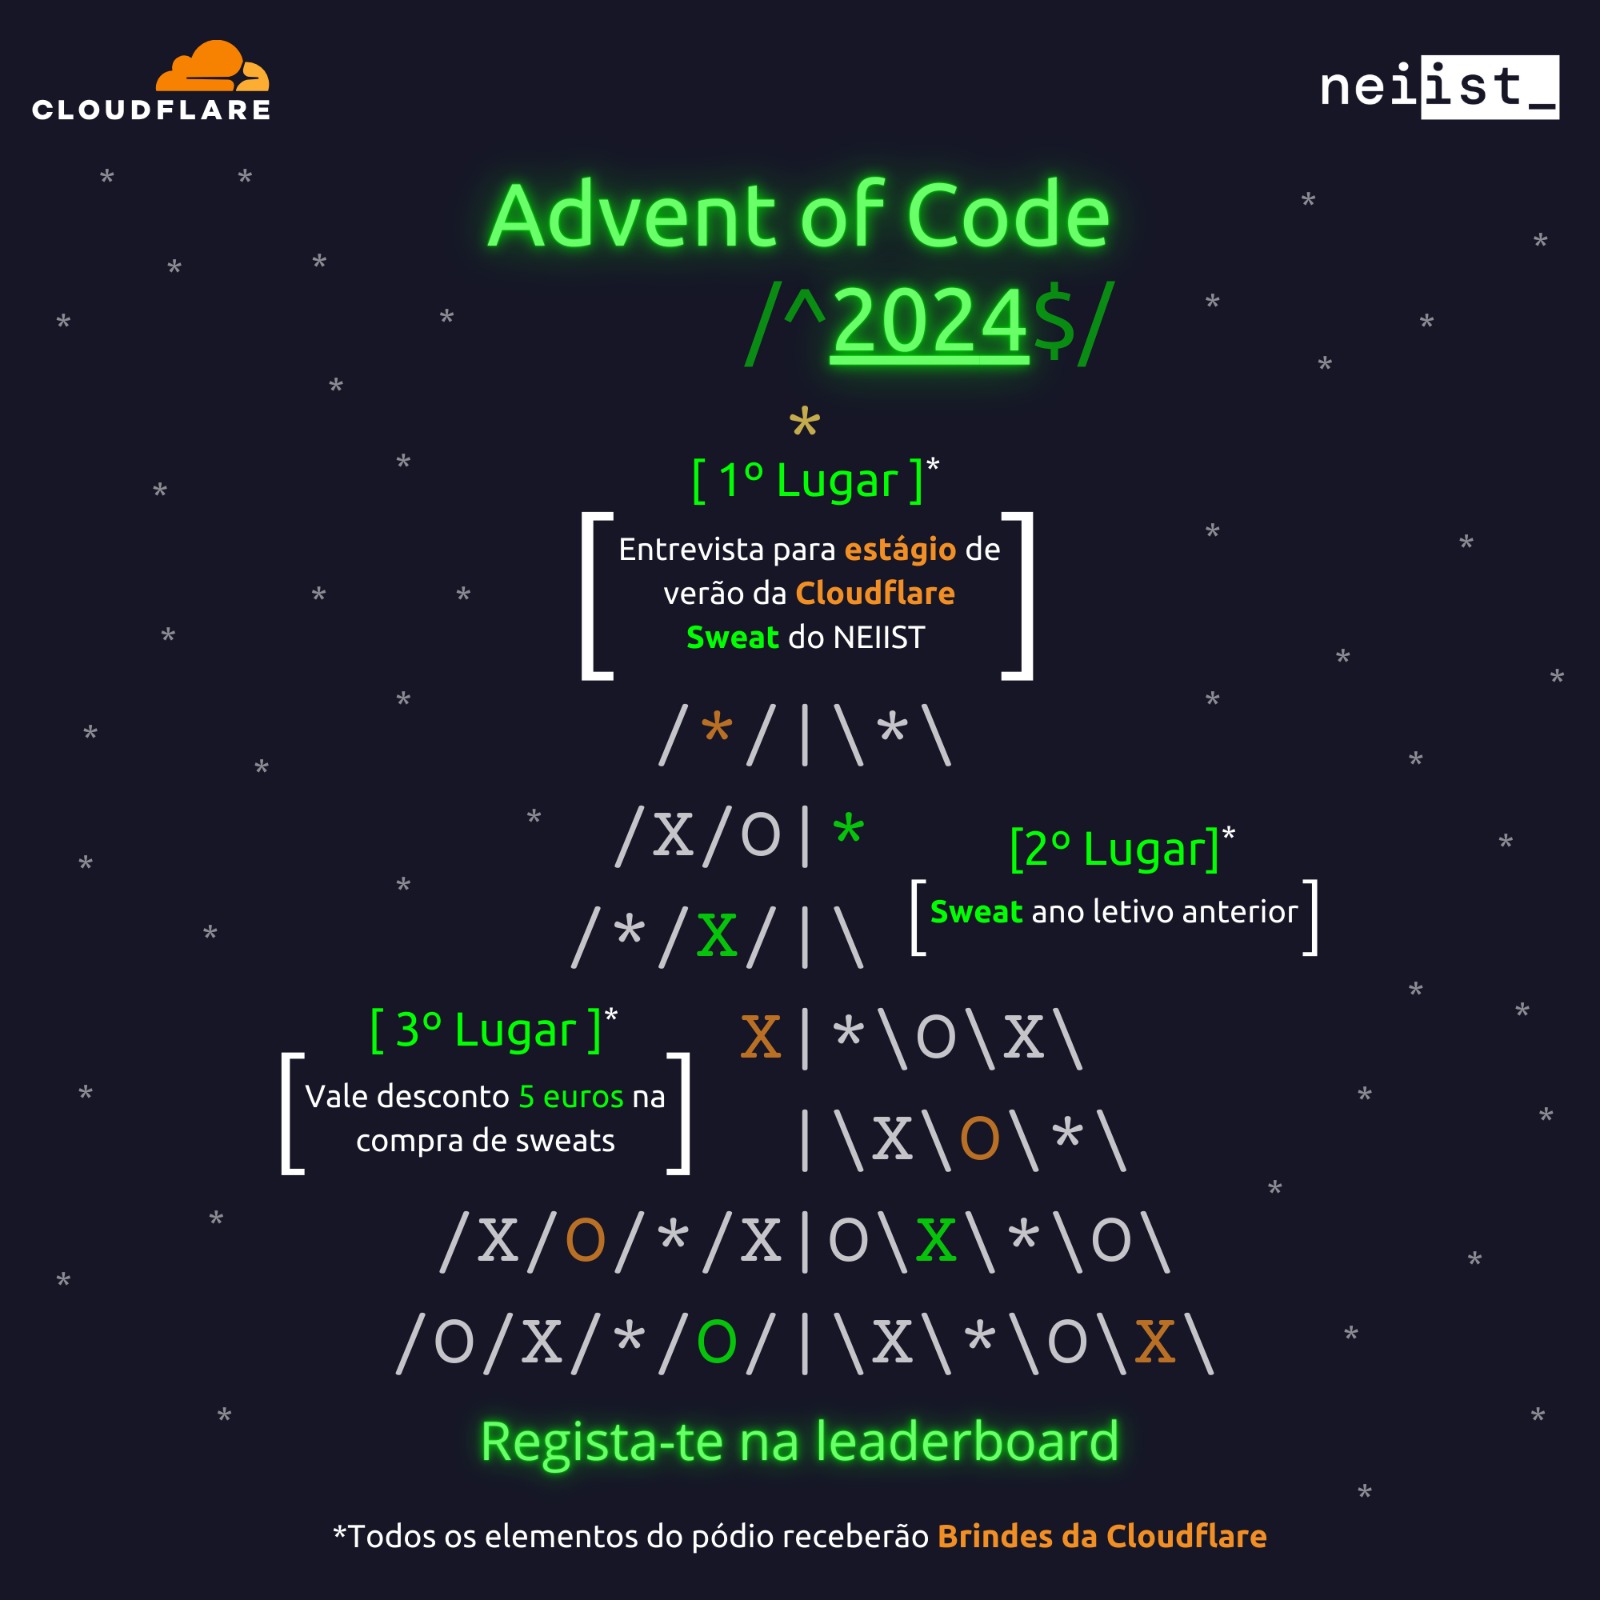 CLOUDFLARE
neiist_
Advent of Code
/^2024$/
*
[ 1º Lugar ]*
Entrevista para estágio de
verão da Cloudflare
Sweat do NEIIST
/*/|\*\
/X/O|*
[2º Lugar]*
Sweat ano letivo anterior
/*/X/|\
[ 3º Lugar ]*
Vale desconto 5 euros na
compra de sweats
X|*\O\X\
|\X\O\*\
/X/O/*/X|O\X\*\O\
/O/X/*/O/|\X\*\O\X\
Regista-te na leaderboard
*Todos os elementos do pódio receberão Brindes da Cloudflare